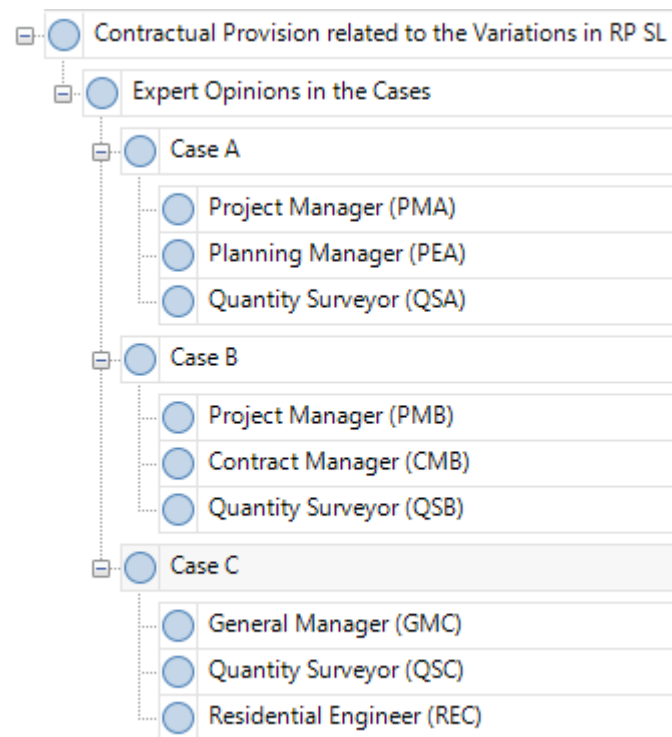 Contractual Provision related to the Variations in RP SL
Expert Opinions in the Cases
Case A
Project Manager (PMA)
Planning Manager (PEA)
Quantity Surveyor (QSA)
Case B
Project Manager (PMB)
Contract Manager (CMB)
Quantity Surveyor (QSB)
Case C
General Manager (GMC)
Quantity Surveyor (QSC)
Residential Engineer (REC)